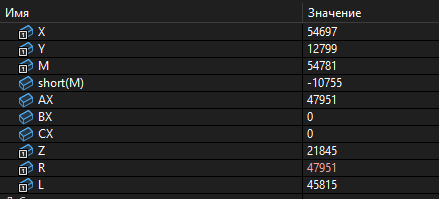 Имя Значение
X 54697
Y 12799
M 54781
short(M) -10755
AX 47951
BX 0
CX 0
Z 21845
R 47951
L 45815